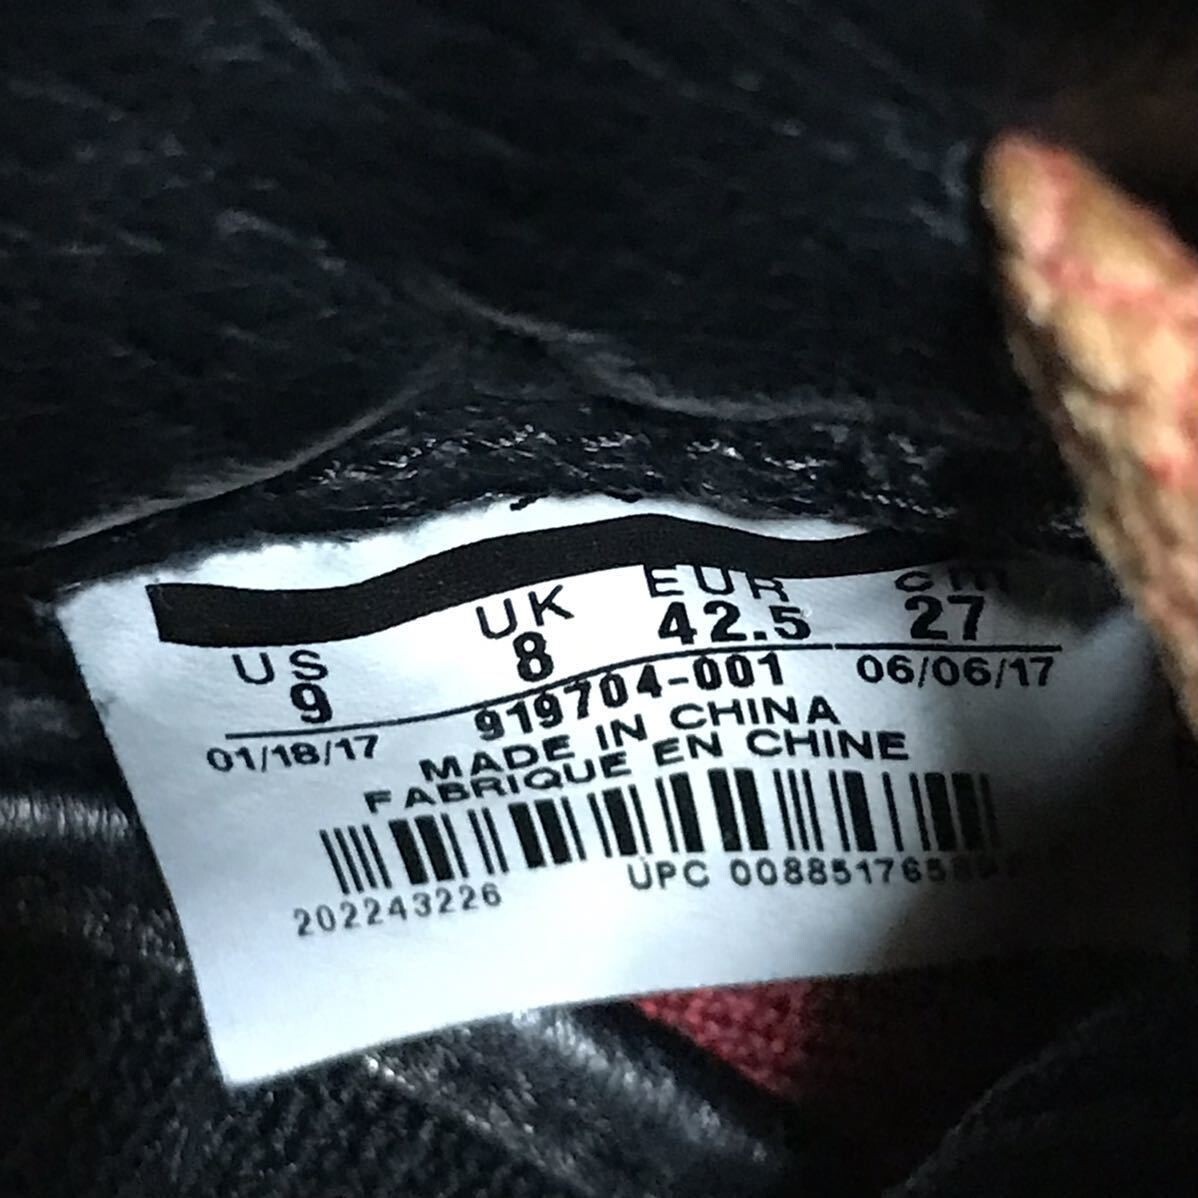 US UK EUR cm
9 8 42.5 27
01/18/17 919704-001 06/06/17
MADE IN CHINA
FABRIQUE EN CHINE
202243226 UPC